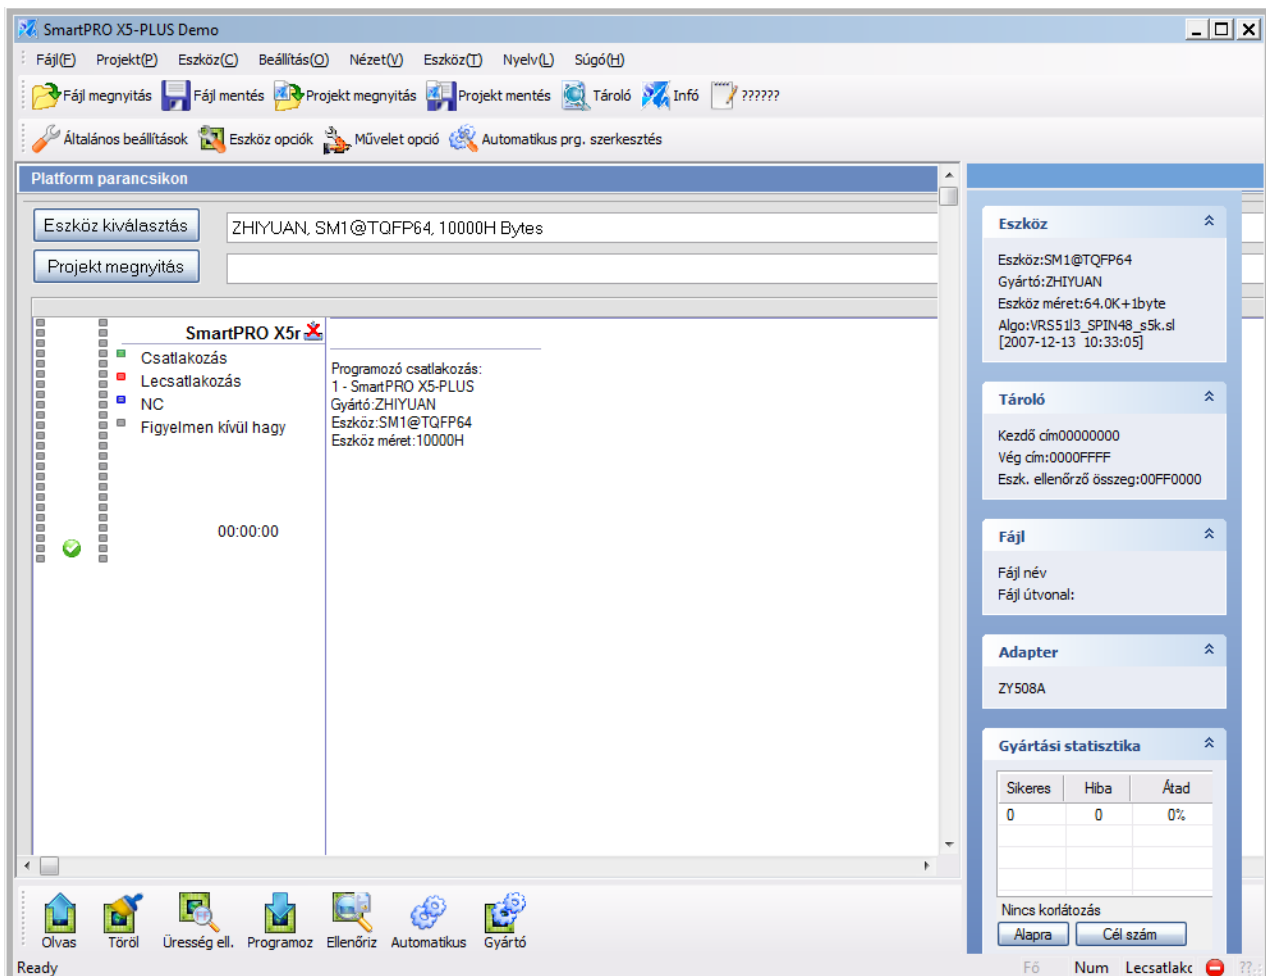 SmartPRO X5-PLUS Demo
Fájl(F) Projekt(P) Eszköz(C) Beállítás(O) Nézet(V) Eszköz(T) Nyelv(L) Súgó(H)
Fájl megnyitás Fájl mentés Projekt megnyitás Projekt mentés Tároló Infó ??????
Általános beállítások Eszköz opciók Művelet opció Automatikus prg. szerkesztés
Platform parancsikon
Eszköz kiválasztás ZHIYUAN, SM1@TQFP64, 10000H Bytes
Projekt megnyitás
SmartPRO X5r
Csatlakozás
Lecsatlakozás
NC
Figyelmen kívül hagy
00:00:00
Programozó csatlakozás:
1 - SmartPRO X5-PLUS
Gyártó:ZHIYUAN
Eszköz:SM1@TQFP64
Eszköz méret:10000H
Eszköz
Eszköz:SM1@TQFP64
Gyártó:ZHIYUAN
Eszköz méret:64.0K+1byte
Algo:VRS51l3_SPIN48_s5k.sl
[2007-12-13 10:33:05]
Tároló
Kezdő cím00000000
Vég cím:0000FFFF
Eszk. ellenőrző összeg:00FF0000
Fájl
Fájl név
Fájl útvonal:
Adapter
ZY508A
Gyártási statisztika
Sikeres Hiba Átad
0 0 0%
Nincs korlátozás
Alapra Cél szám
Olvas Töröl Üresség ell. Programoz Ellenőriz Automatikus Gyártó
Ready Fő Num Lecsatlakc ??